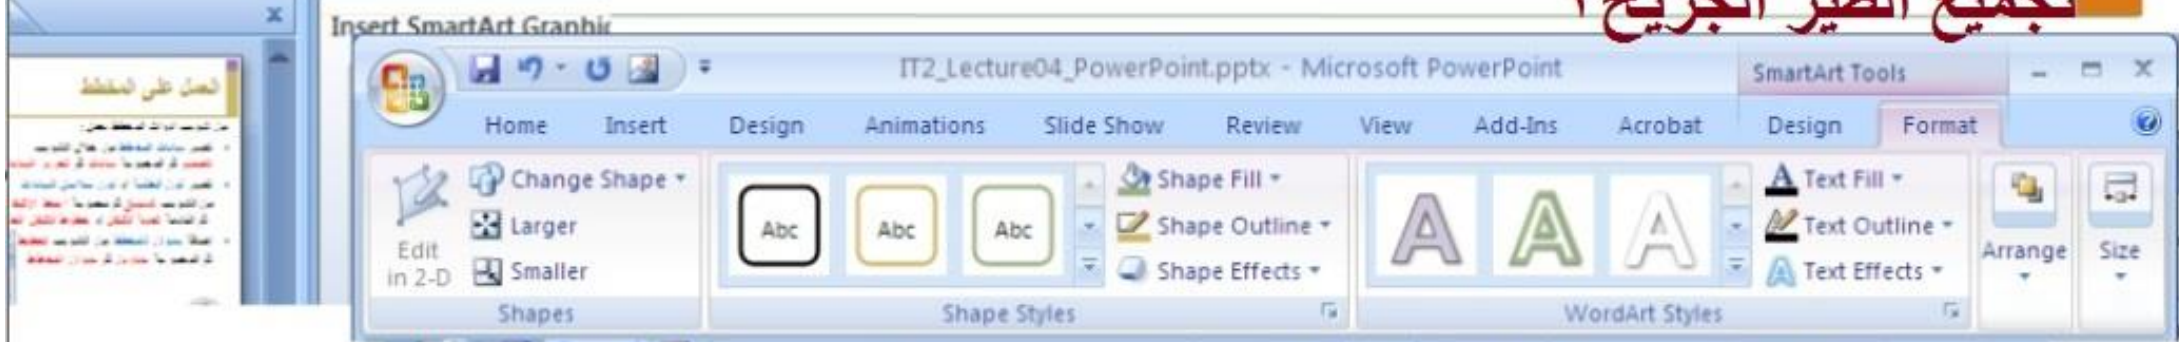 تجميع الطير الجريح ؟
Insert SmartArt Graphic
IT2_Lecture04_PowerPoint.pptx - Microsoft PowerPoint
SmartArt Tools
Home Insert Design Animations Slide Show Review View Add-Ins Acrobat Design Format
العمل على المخطط
Change Shape
Larger
Smaller
Edit
in 2-D
Shapes
Abc Abc Abc
Shape Fill
Shape Outline
Shape Effects
Shape Styles
A A A
Text Fill
Text Outline
Text Effects
WordArt Styles
Arrange
Size